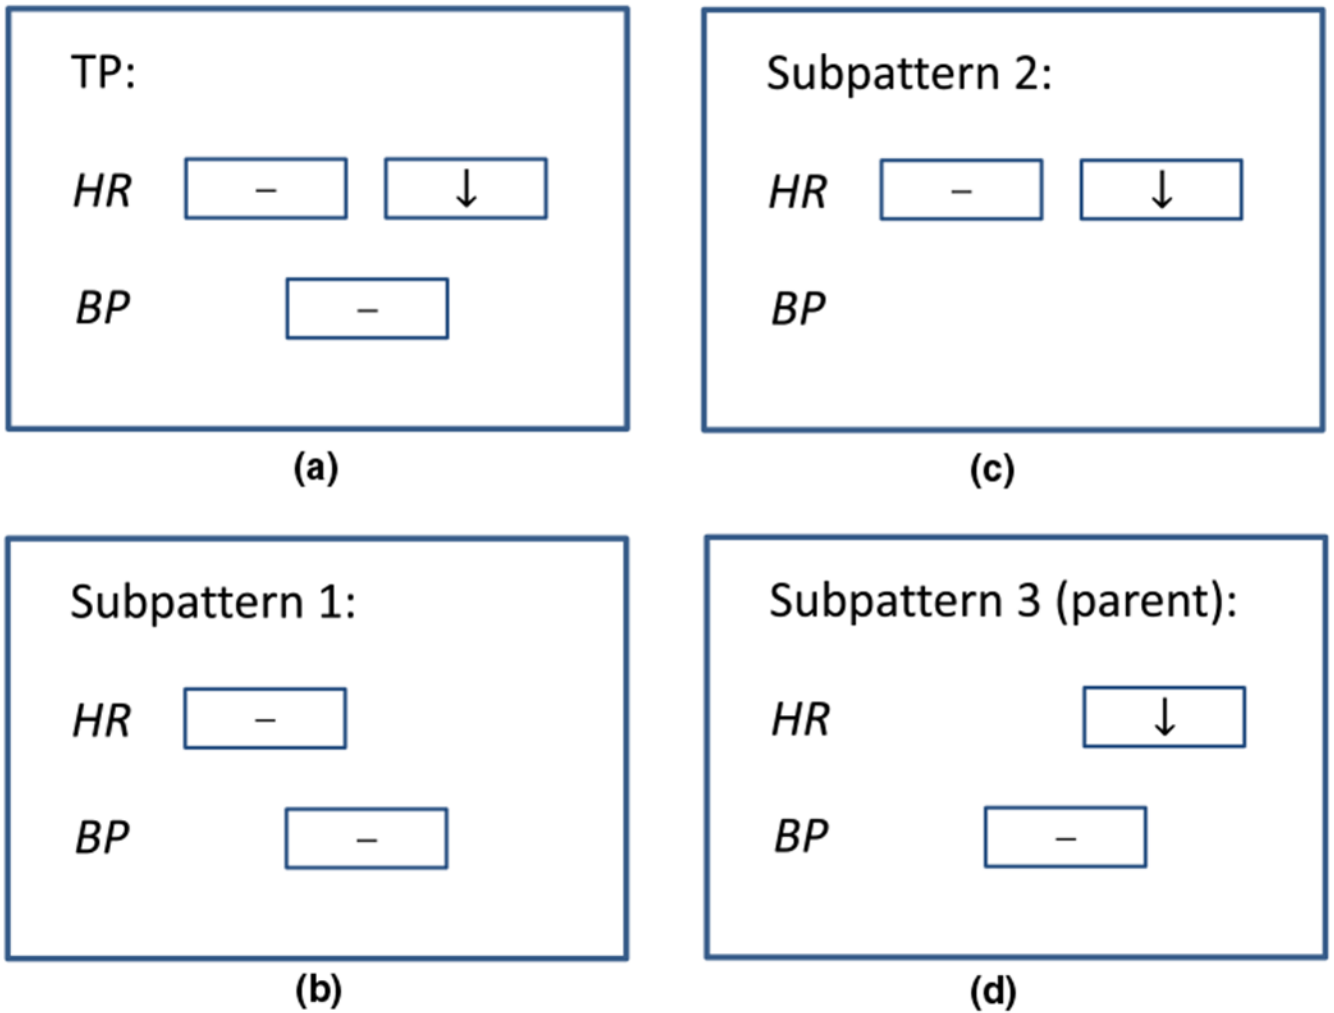 TP:
HR – ↓
BP –
(a)
Subpattern 2:
HR – ↓
BP
(c)
Subpattern 1:
HR –
BP –
(b)
Subpattern 3 (parent):
HR ↓
BP –
(d)